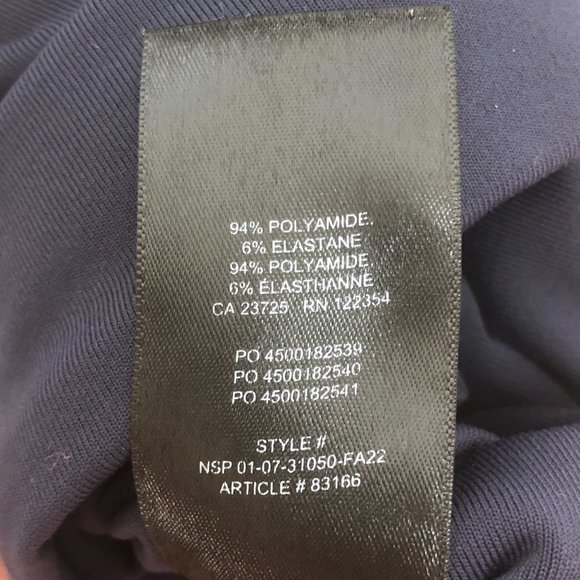 94% POLYAMIDE
6% ELASTANE
94% POLYAMIDE
6% ÉLASTHANNE
CA 23725 RN 122354
PO 4500182539
PO 4500182540
PO 4500182541
STYLE #
NSP 01-07-31050-FA22
ARTICLE # 83166